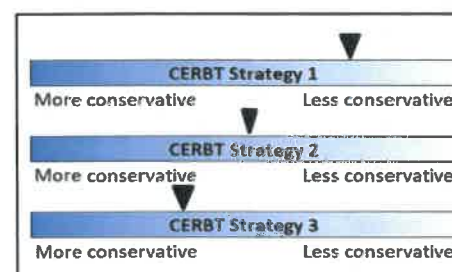 CERBT Strategy 1
More conservative Less conservative
CERBT Strategy 2
More conservative Less conservative
CERBT Strategy 3
More conservative Less conservative